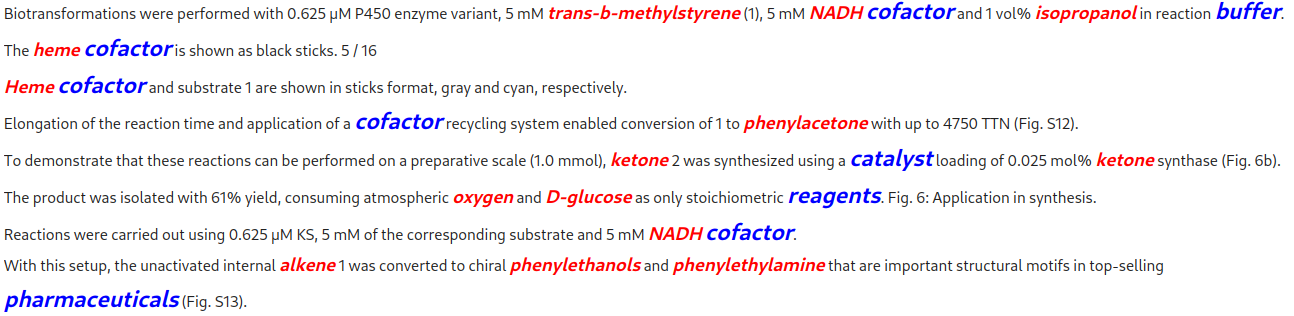 Biotransformations were performed with 0.625 µM P450 enzyme variant, 5 mM trans-b-methylstyrene (1), 5 mM NADH cofactor and 1 vol% isopropanol in reaction buffer.
The heme cofactor is shown as black sticks. 5 / 16
Heme cofactor and substrate 1 are shown in sticks format, gray and cyan, respectively.
Elongation of the reaction time and application of a cofactor recycling system enabled conversion of 1 to phenylacetone with up to 4750 TTN (Fig. S12).
To demonstrate that these reactions can be performed on a preparative scale (1.0 mmol), ketone 2 was synthesized using a catalyst loading of 0.025 mol% ketone synthase (Fig. 6b).
The product was isolated with 61% yield, consuming atmospheric oxygen and D-glucose as only stoichiometric reagents. Fig. 6: Application in synthesis.
Reactions were carried out using 0.625 µM KS, 5 mM of the corresponding substrate and 5 mM NADH cofactor.
With this setup, the unactivated internal alkene 1 was converted to chiral phenylethanols and phenylethylamine that are important structural motifs in top-selling
pharmaceuticals (Fig. S13).